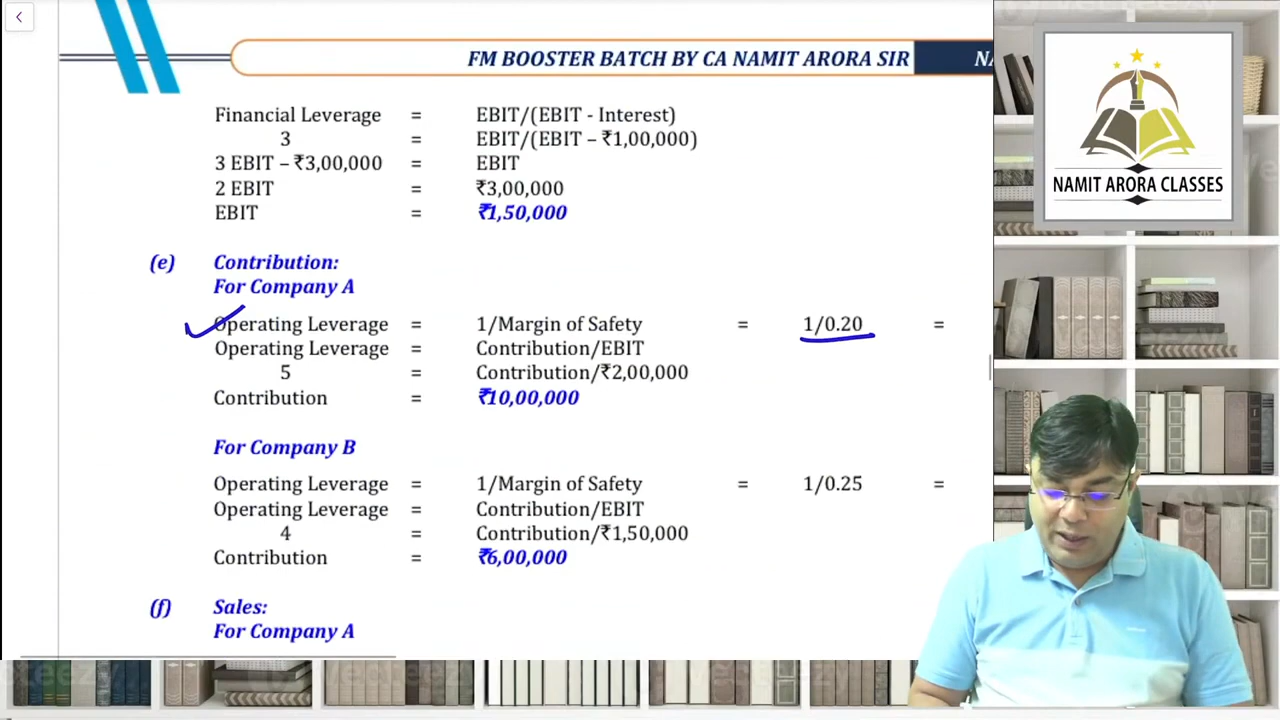 FM BOOSTER BATCH BY CA NAMIT ARORA SIR
NAMIT ARORA CLASSES
Financial Leverage = EBIT/(EBIT - Interest)
3 = EBIT/(EBIT – ₹1,00,000)
3 EBIT – ₹3,00,000 = EBIT
2 EBIT = ₹3,00,000
EBIT = ₹1,50,000
(e) Contribution:
For Company A
Operating Leverage = 1/Margin of Safety = 1/0.20 =
Operating Leverage = Contribution/EBIT
5 = Contribution/₹2,00,000
Contribution = ₹10,00,000
For Company B
Operating Leverage = 1/Margin of Safety = 1/0.25 =
Operating Leverage = Contribution/EBIT
4 = Contribution/₹1,50,000
Contribution = ₹6,00,000
(f) Sales:
For Company A